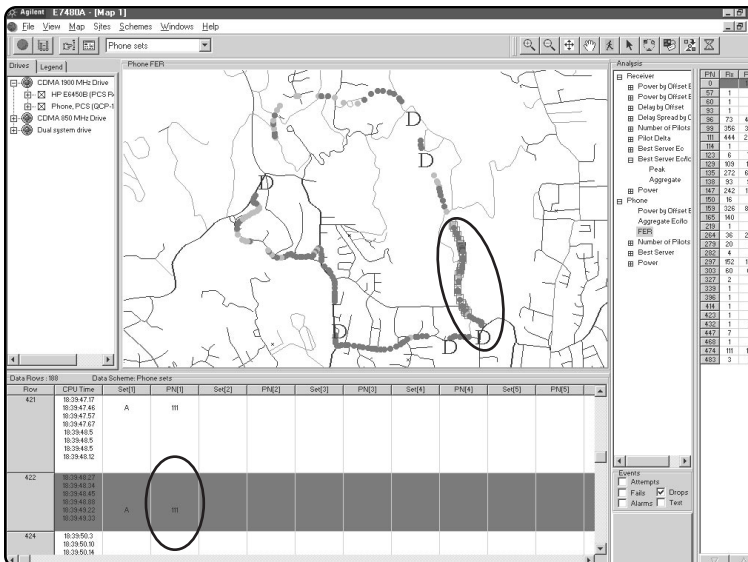 Agilent E7480A - [Map 1]
File View Map Sites Schemes Windows Help
Phone sets
Drives Legend
CDMA 1900 MHz Drive
HP E6450B (PCS R
Phone, PCS (QCP-1
CDMA 850 MHz Drive
Dual system drive
Phone FER
D
D
D
D
D
D
Analysis
Receiver
Power by Offset E
Power by Offset E
Delay by Offset
Delay Spread by C
Number of Pilots
Pilot Delta
Best Server Ec
Best Server Ec/Io
Peak
Aggregate
Power
Phone
Power by Offset E
Aggregate Ec/Io
FER
Number of Pilots
Best Server
Power
Events
Attempts
Fails Drops
Alarms Test
PN Rx P
0
57 1
60 1
93 1
96 73 4
99 356 3
111 444 2
114 1
123 6
129 109 1
135 272 6
138 93
147 242 1
150 16
159 326 8
165 140
219 1
264 36 2
279 20
282 4
297 152 1
303 60
327 2
339 1
396 1
414 1
423 1
432 1
447 7
468 1
474 111 1
483 3
Data Rows : 188 Data Scheme: Phone sets
Row CPU Time Set[1] PN[1] Set[2] PN[2] Set[3] PN[3] Set[4] PN[4] Set[5] PN[5]
421 18:39:47.17
18:39:47.46 A 111
18:39:47.57
18:39:47.67
18:39:48.5
18:39:48.5
18:39:48.5
18:39:48.12
422 18:39:48.27
18:39:48.34
18:39:48.45
18:39:48.88
18:39:49.22 A 111
18:39:49.33
424 18:39:50.3
18:39:50.10
18:39:50.14